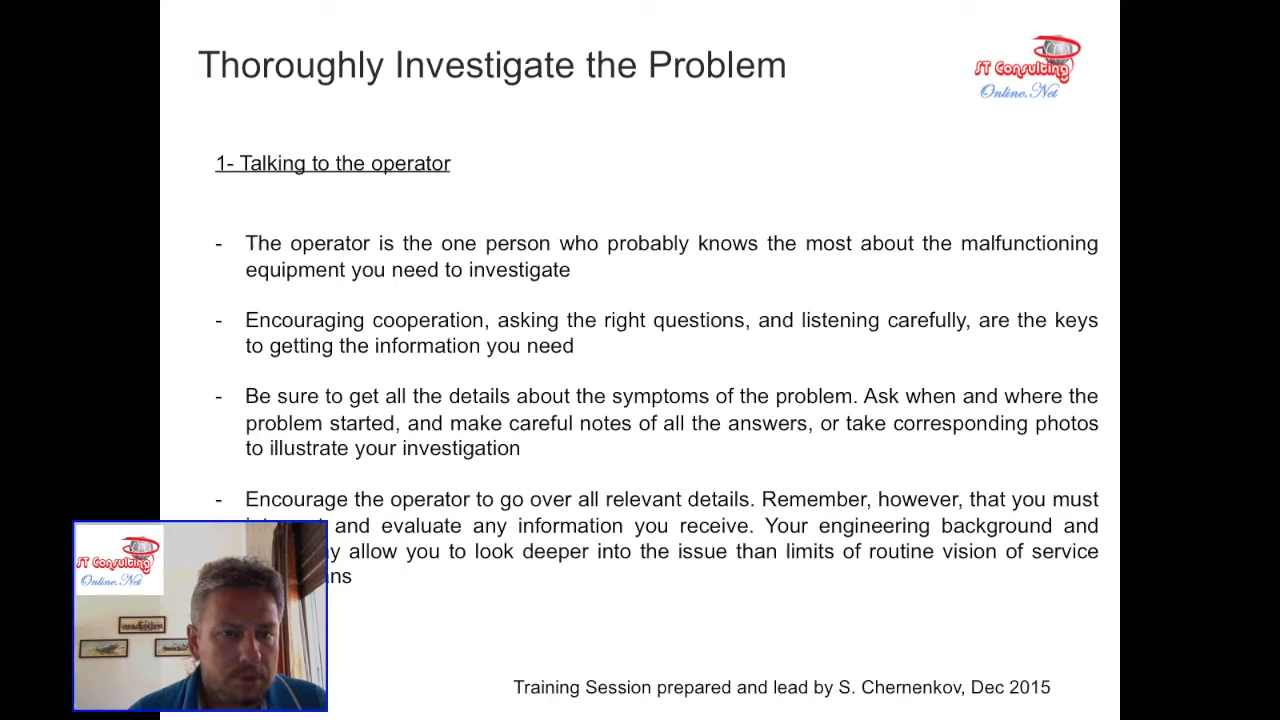 Thoroughly Investigate the Problem
ST Consulting
Online.Net
1- Talking to the operator
- The operator is the one person who probably knows the most about the malfunctioning
equipment you need to investigate
- Encouraging cooperation, asking the right questions, and listening carefully, are the keys
to getting the information you need
- Be sure to get all the details about the symptoms of the problem. Ask when and where the
problem started, and make careful notes of all the answers, or take corresponding photos
to illustrate your investigation
- Encourage the operator to go over all relevant details. Remember, however, that you must
and evaluate any information you receive. Your engineering background and
allow you to look deeper into the issue than limits of routine vision of service
ST Consulting
Online.Net
Training Session prepared and lead by S. Chernenkov, Dec 2015